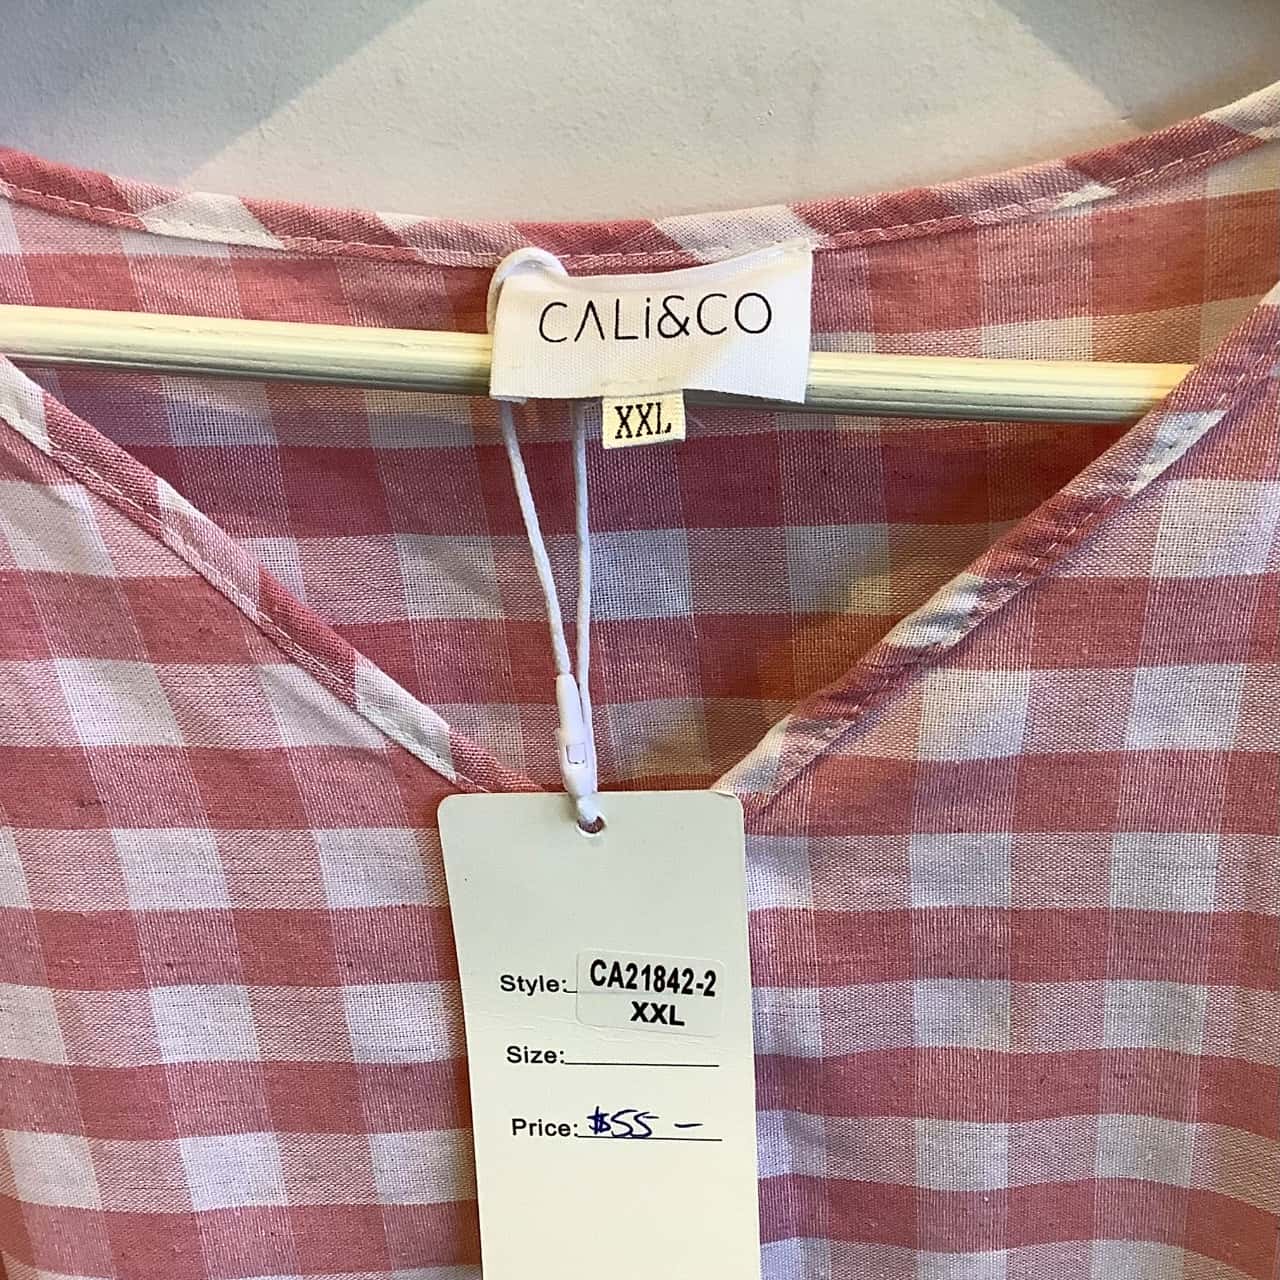 CALi&CO
XXL
Style: CA21842-2
XXL
Size:
Price: $55 –